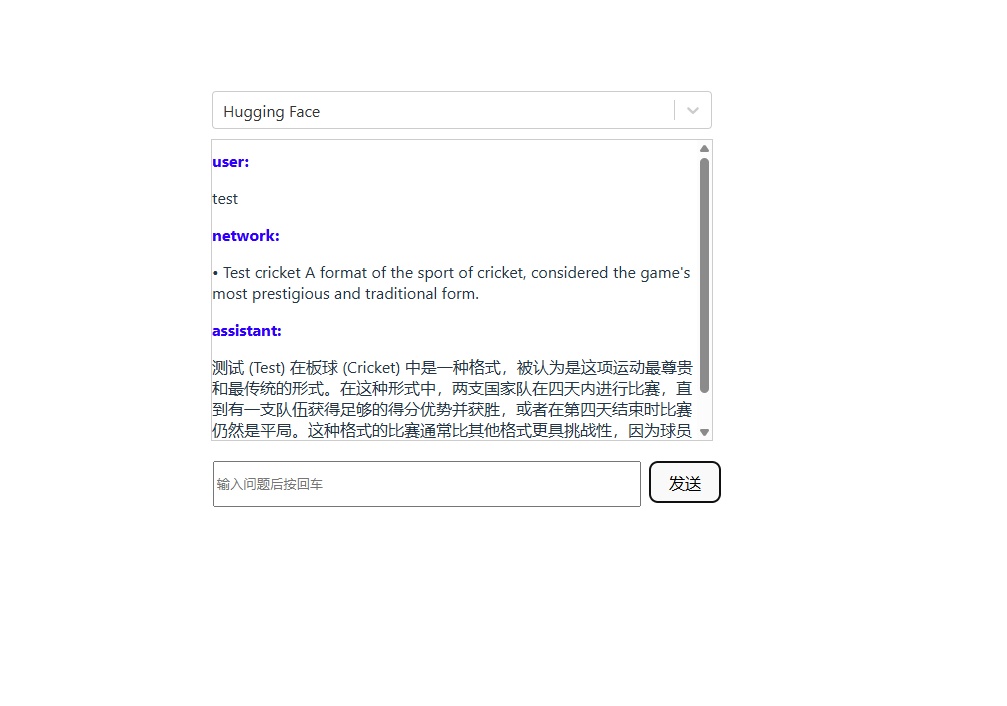 Hugging Face
user:
test
network:
• Test cricket A format of the sport of cricket, considered the game's
most prestigious and traditional form.
assistant:
测试 (Test) 在板球 (Cricket) 中是一种格式，被认为是这项运动最尊贵
和最传统的形式。在这种形式中，两支国家队在四天内进行比赛，直
到有一支队伍获得足够的得分优势并获胜，或者在第四天结束时比赛
仍然是平局。这种格式的比赛通常比其他格式更具挑战性，因为球员
输入问题后按回车
发送